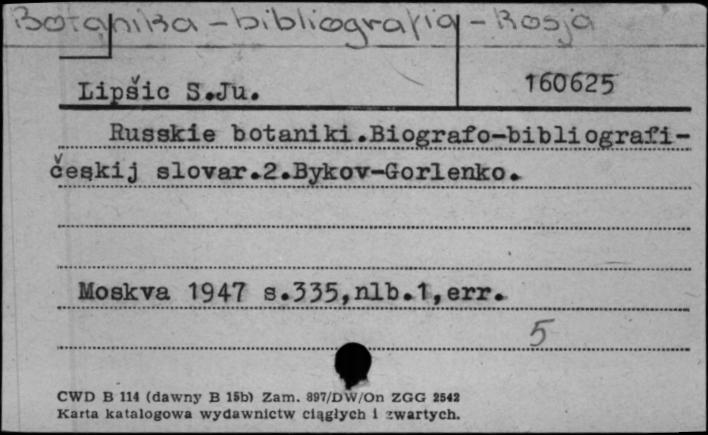 Botanika - bibliografia - Rosja
Lipšic S.Ju.
160625
Russkie botaniki.Biografo-bibliografi-
českij slovar.2.Bykov-Gorlenko.
Moskva 1947 s.335,nlb.1,err.
5
CWD B 114 (dawny B 15b) Zam. 897/DW/On ZGG 2542
Karta katalogowa wydawnictw ciągłych i zwartych.